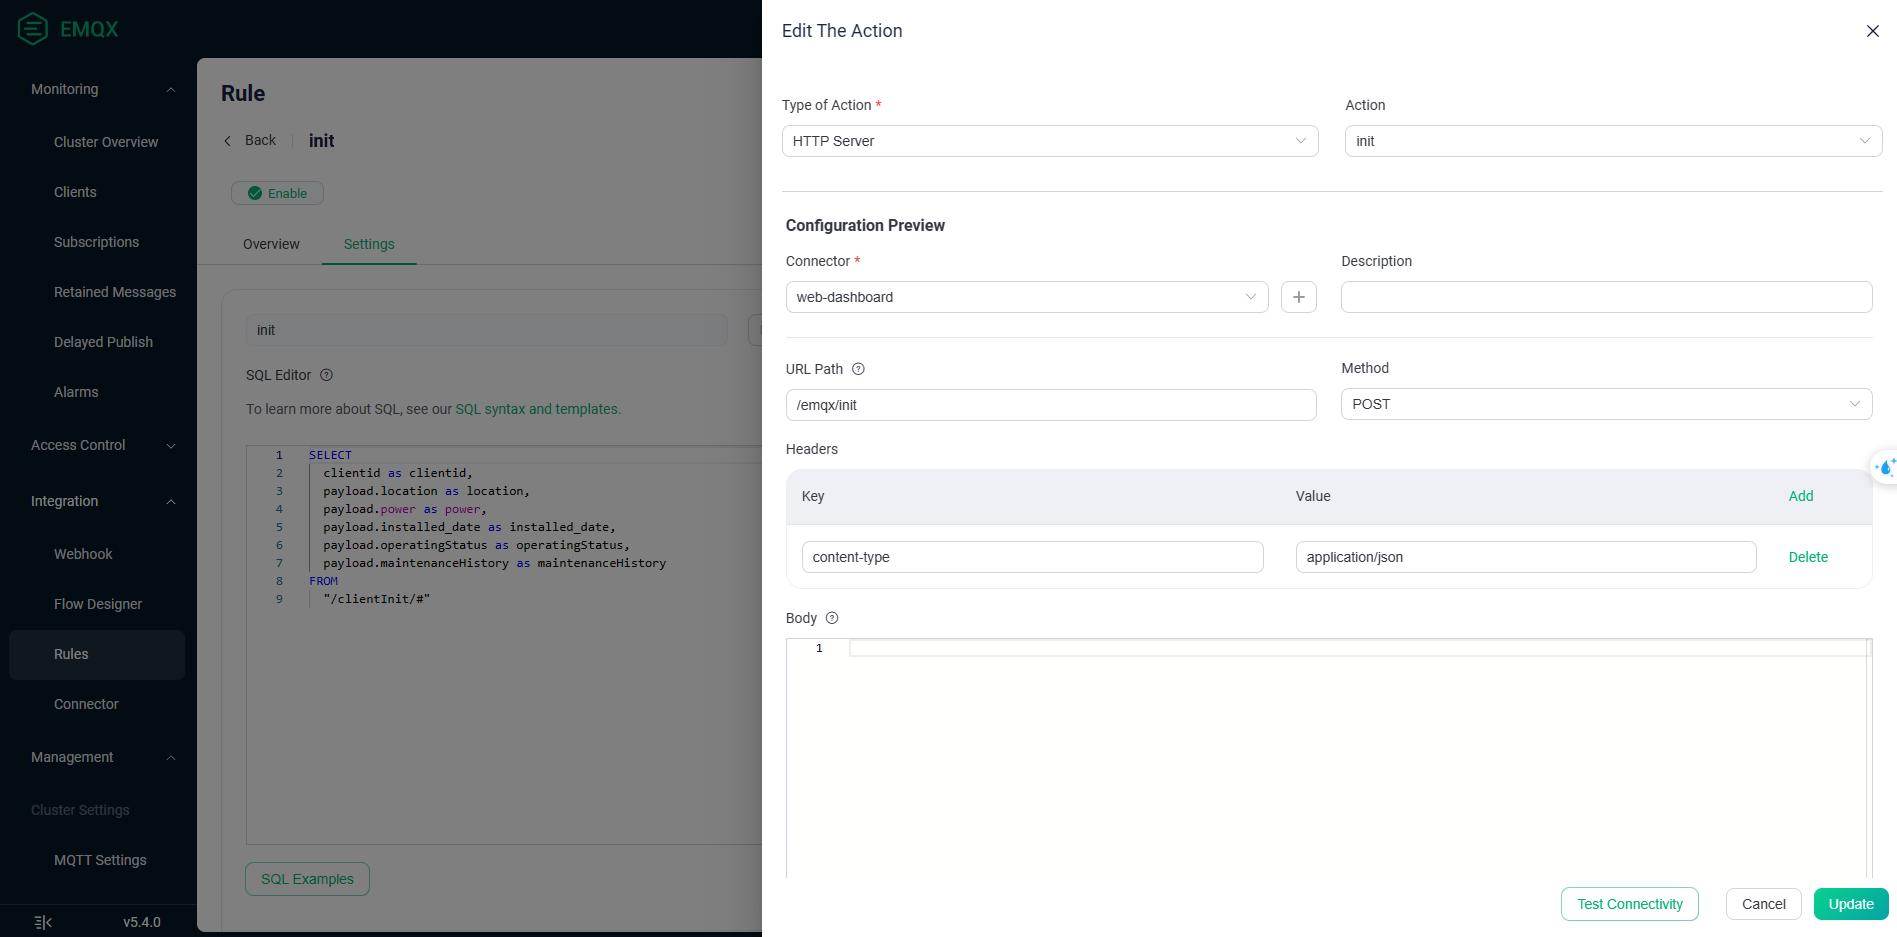 EMQX
Monitoring
Cluster Overview
Clients
Subscriptions
Retained Messages
Delayed Publish
Alarms
Access Control
Integration
Webhook
Flow Designer
Rules
Connector
Management
Cluster Settings
MQTT Settings
v5.4.0
Rule
Back
init
Enable
Overview
Settings
init
SQL Editor
To learn more about SQL, see our SQL syntax and templates.
1 SELECT
2 clientid as clientid,
3 payload.location as location,
4 payload.power as power,
5 payload.installed_date as installed_date,
6 payload.operatingStatus as operatingStatus,
7 payload.maintenanceHistory as maintenanceHistory
8 FROM
9 "/clientInit/#"
SQL Examples
Edit The Action
Type of Action *
Action
HTTP Server
init
Configuration Preview
Connector *
Description
web-dashboard
URL Path
Method
/emqx/init
POST
Headers
Key
Value
Add
content-type
application/json
Delete
Body
1
Test Connectivity
Cancel
Update